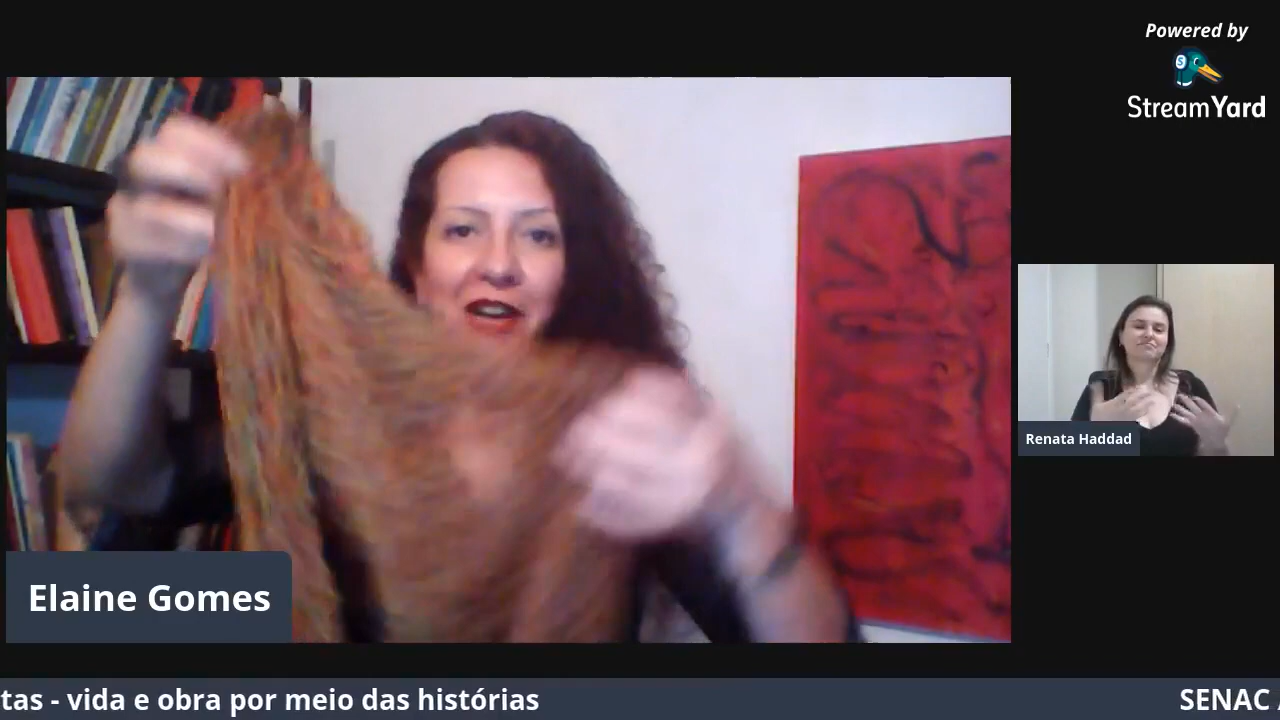 Powered by
StreamYard
Renata Haddad
Elaine Gomes
tas - vida e obra por meio das histórias
SENAC